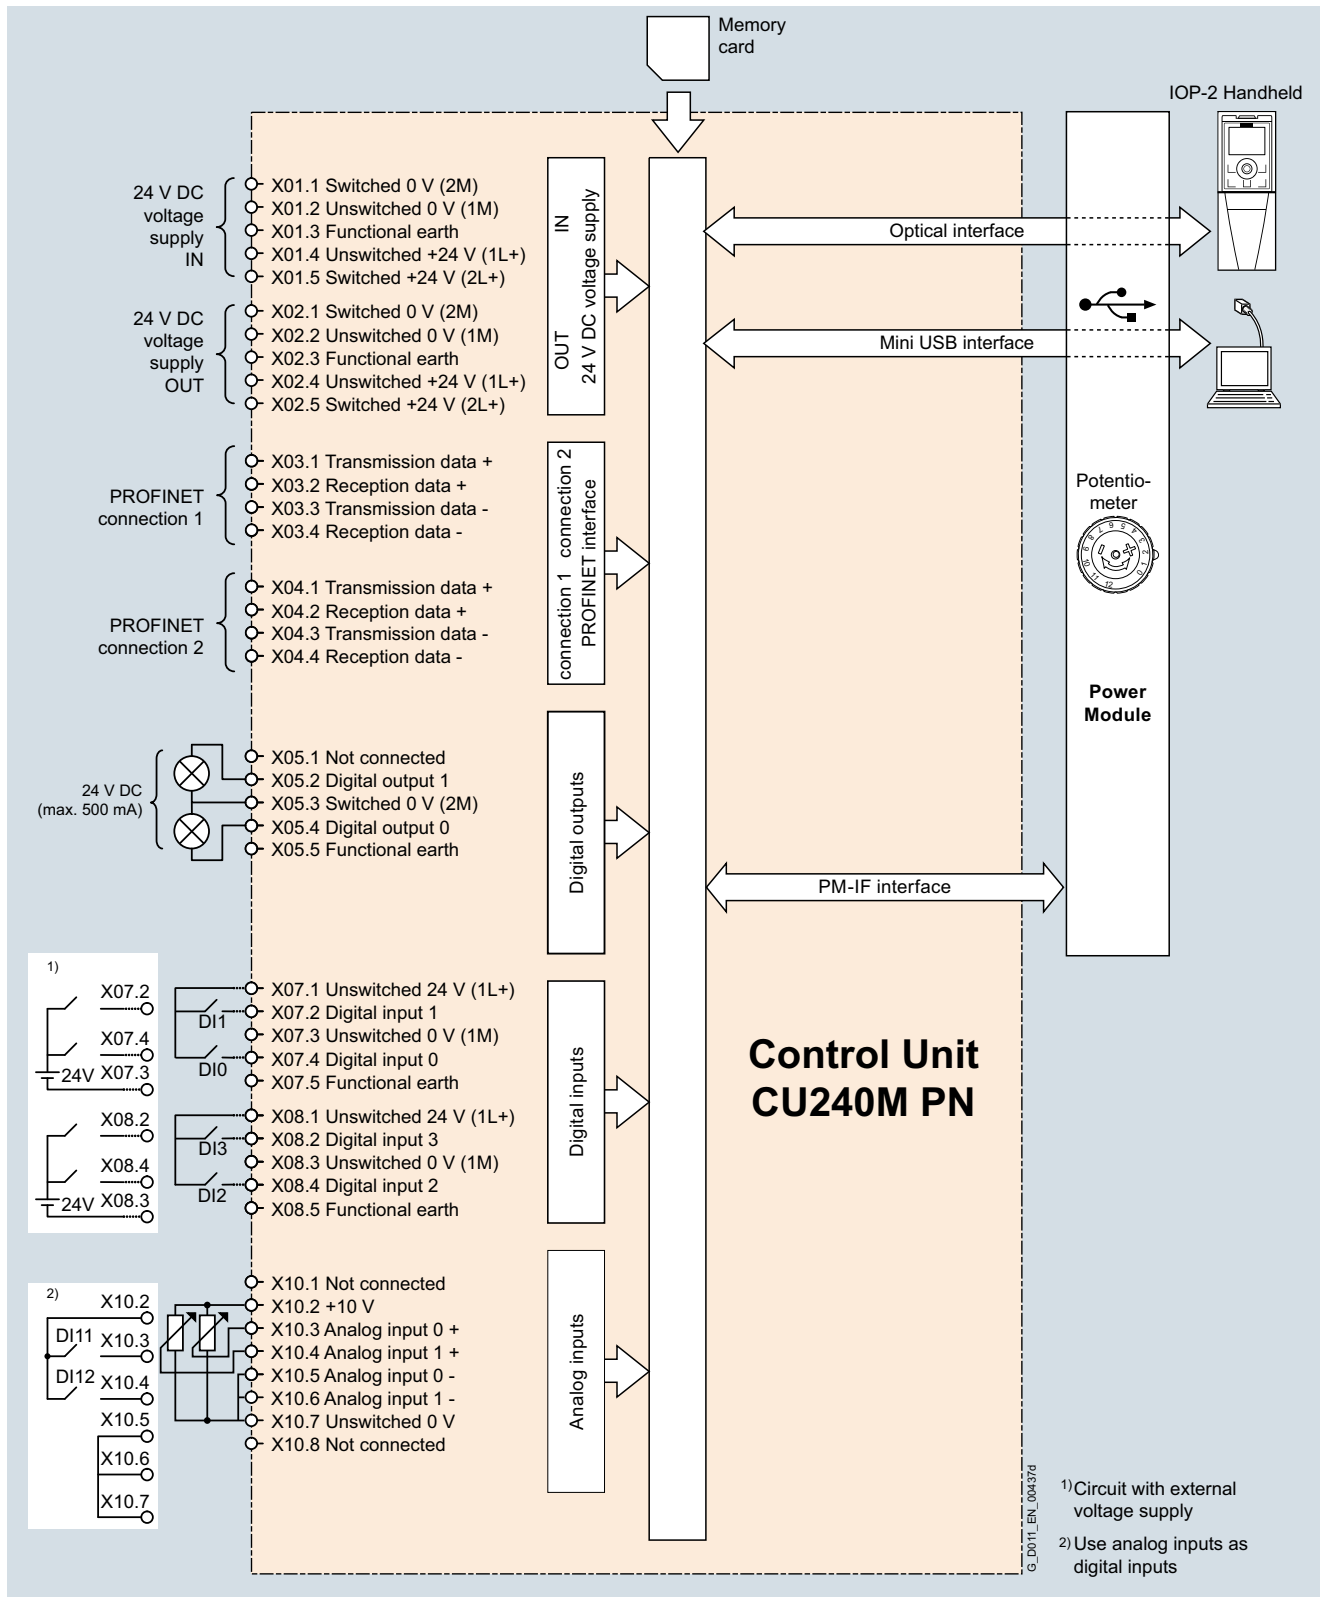 Memory
card
IOP-2 Handheld
24 V DC
voltage
supply
IN
X01.1 Switched 0 V (2M)
X01.2 Unswitched 0 V (1M)
X01.3 Functional earth
X01.4 Unswitched +24 V (1L+)
X01.5 Switched +24 V (2L+)
24 V DC
voltage
supply
OUT
X02.1 Switched 0 V (2M)
X02.2 Unswitched 0 V (1M)
X02.3 Functional earth
X02.4 Unswitched +24 V (1L+)
X02.5 Switched +24 V (2L+)
OUT IN
24 V DC voltage supply
Optical interface
Mini USB interface
PROFINET
connection 1
X03.1 Transmission data +
X03.2 Reception data +
X03.3 Transmission data -
X03.4 Reception data -
PROFINET
connection 2
X04.1 Transmission data +
X04.2 Reception data +
X04.3 Transmission data -
X04.4 Reception data -
connection 1 connection 2
PROFINET interface
Potentio-
meter
0 1 2 3 4 5 6 7 8 9 10 11 12
Power
Module
24 V DC
(max. 500 mA)
X05.1 Not connected
X05.2 Digital output 1
X05.3 Switched 0 V (2M)
X05.4 Digital output 0
X05.5 Functional earth
Digital outputs
PM-IF interface
1)
X07.2
X07.4
24V X07.3
X08.2
X08.4
24V X08.3
DI1
DI0
DI3
DI2
X07.1 Unswitched 24 V (1L+)
X07.2 Digital input 1
X07.3 Unswitched 0 V (1M)
X07.4 Digital input 0
X07.5 Functional earth
X08.1 Unswitched 24 V (1L+)
X08.2 Digital input 3
X08.3 Unswitched 0 V (1M)
X08.4 Digital input 2
X08.5 Functional earth
Digital inputs
Control Unit
CU240M PN
2)
X10.2
DI11 X10.3
DI12 X10.4
X10.5
X10.6
X10.7
X10.1 Not connected
X10.2 +10 V
X10.3 Analog input 0 +
X10.4 Analog input 1 +
X10.5 Analog input 0 -
X10.6 Analog input 1 -
X10.7 Unswitched 0 V
X10.8 Not connected
Analog inputs
G_D011_EN_00437d
1) Circuit with external
voltage supply
2) Use analog inputs as
digital inputs